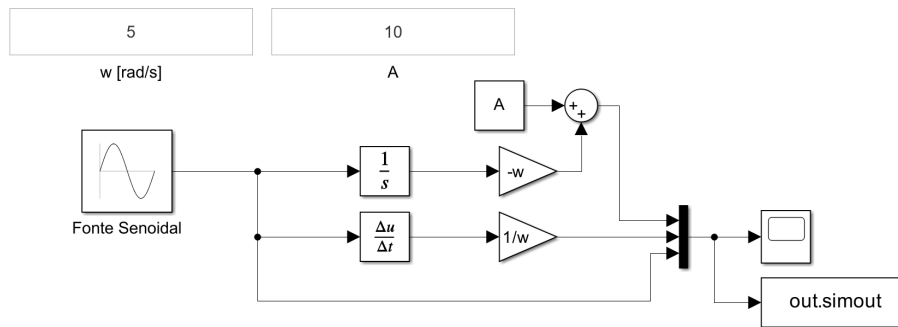 5
10
w [rad/s]
A
A
+
+
1
s
-w
Fonte Senoidal
Δu
Δt
1/w
out.simout